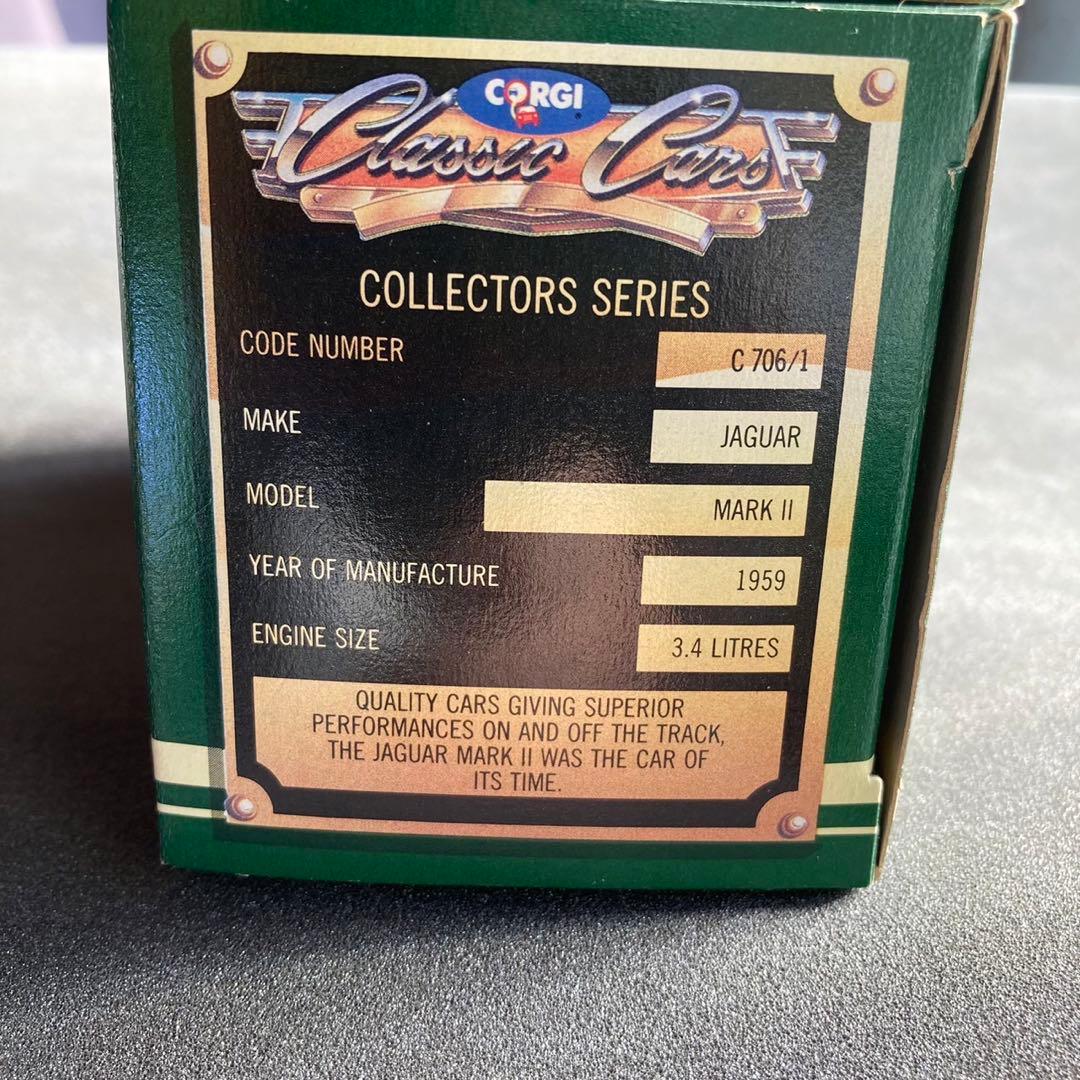 CORGI
Classic Cars
COLLECTORS SERIES
CODE NUMBER C 706/1
MAKE JAGUAR
MODEL MARK II
YEAR OF MANUFACTURE 1959
ENGINE SIZE 3.4 LITRES
QUALITY CARS GIVING SUPERIOR
PERFORMANCES ON AND OFF THE TRACK,
THE JAGUAR MARK II WAS THE CAR OF
ITS TIME.